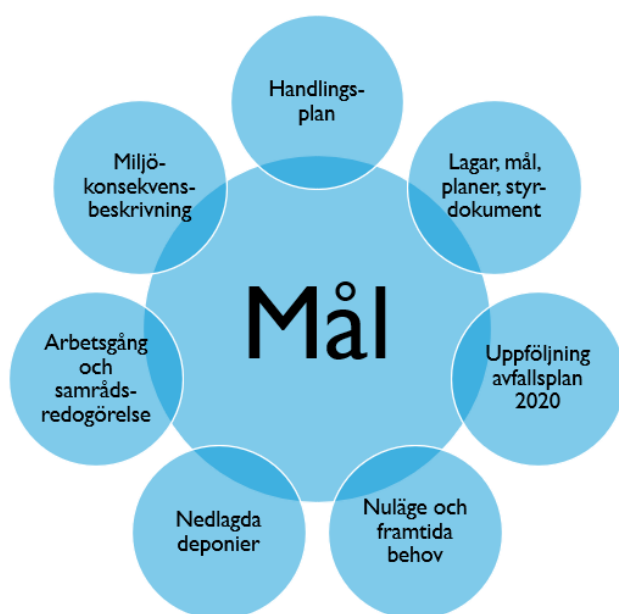 Handlings-
plan
Lagar, mål,
planer, styr-
dokument
Uppföljning
avfallsplan
2020
Nuläge och
framtida
behov
Nedlagda
deponier
Arbetsgång
och
samråds-
redogörelse
Miljö-
konsekvens-
beskrivning
Mål